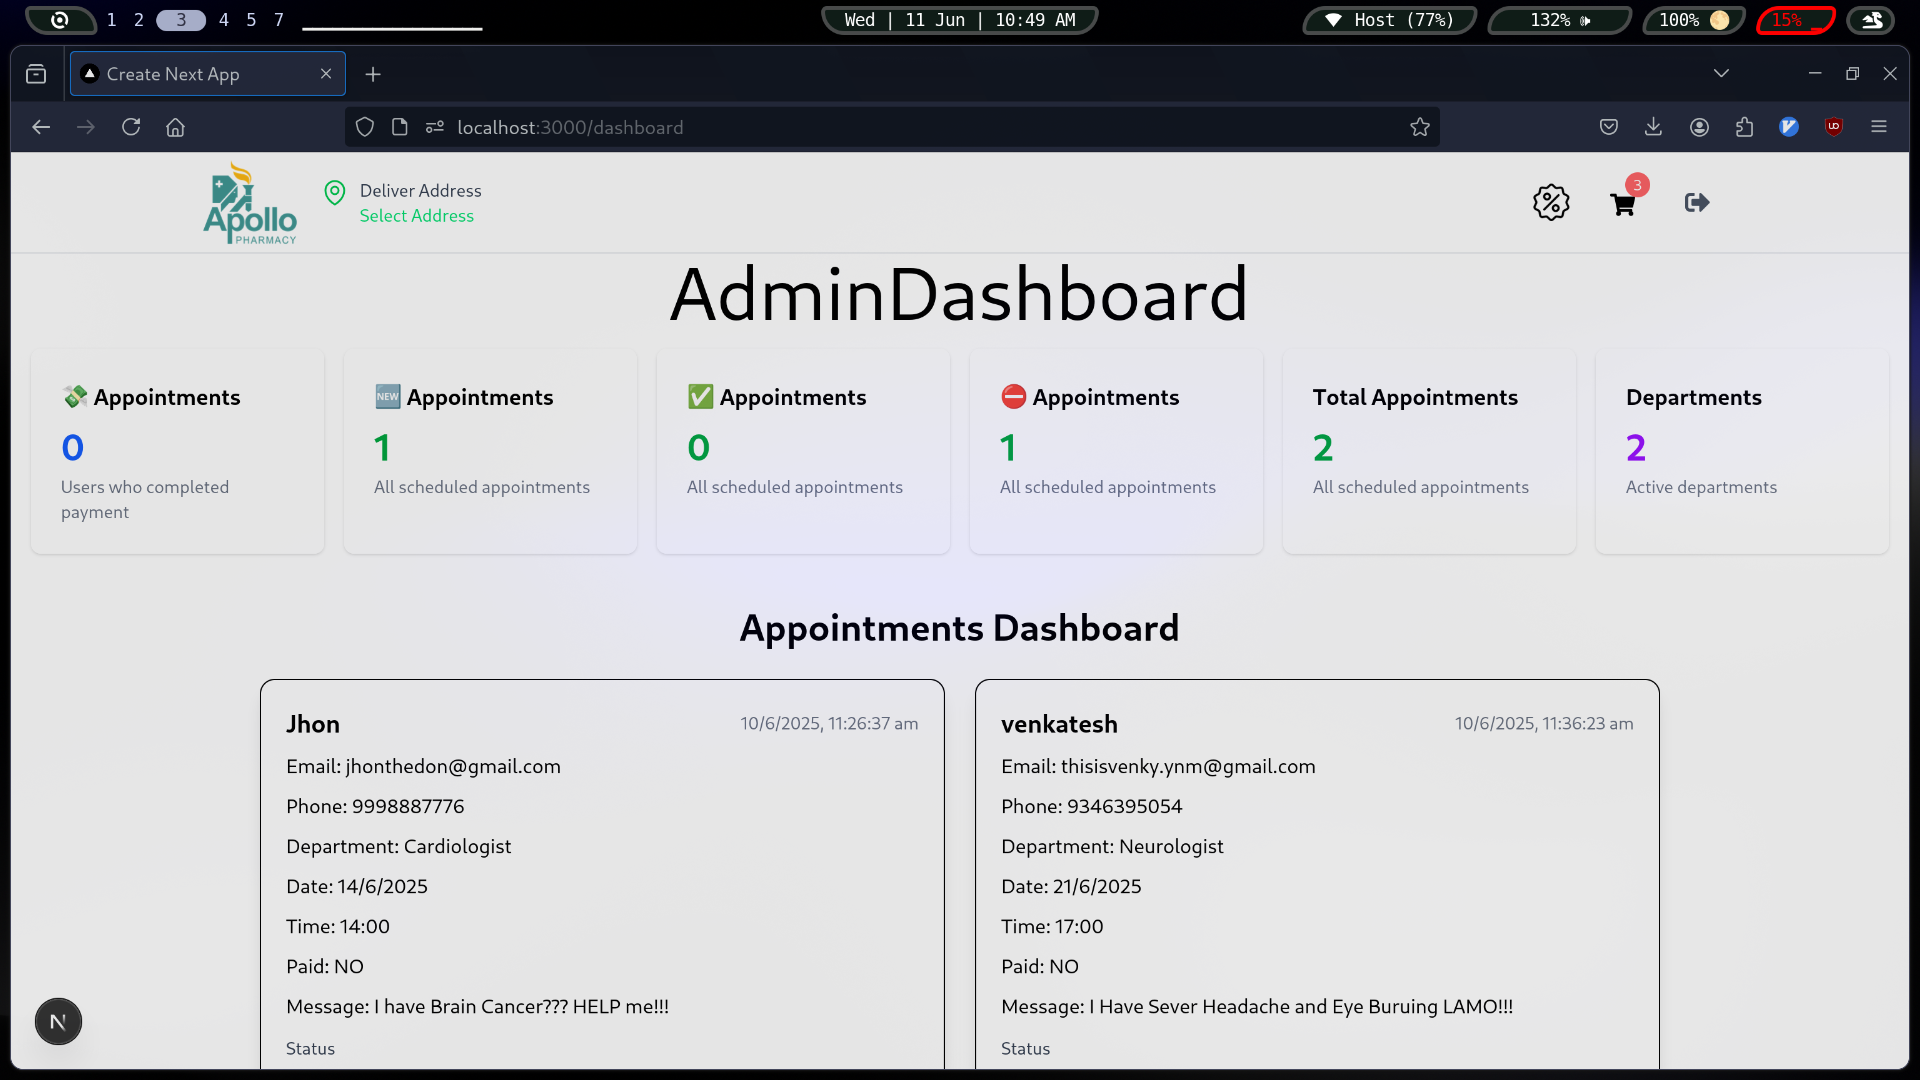 1 2 3 4 5 7
Wed | 11 Jun | 10:49 AM
Host (77%)
132%
100%
15%
Create Next App
localhost:3000/dashboard
Apollo
PHARMACY
Deliver Address
Select Address
3
AdminDashboard
💸 Appointments
0
Users who completed
payment
🆕 Appointments
1
All scheduled appointments
✅ Appointments
0
All scheduled appointments
⛔ Appointments
1
All scheduled appointments
Total Appointments
2
All scheduled appointments
Departments
2
Active departments
Appointments Dashboard
Jhon
10/6/2025, 11:26:37 am
Email: jhonthedon@gmail.com
Phone: 9998887776
Department: Cardiologist
Date: 14/6/2025
Time: 14:00
Paid: NO
Message: I have Brain Cancer??? HELP me!!!
Status
venkatesh
10/6/2025, 11:36:23 am
Email: thisisvenky.ynm@gmail.com
Phone: 9346395054
Department: Neurologist
Date: 21/6/2025
Time: 17:00
Paid: NO
Message: I Have Sever Headache and Eye Buruing LAMO!!!
Status
N